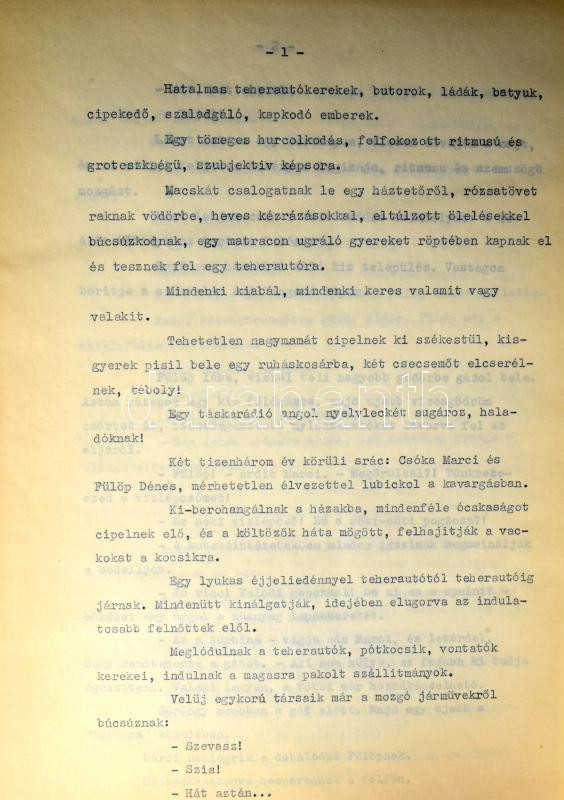 - 1 -
Hatalmas teherautókerekek, butorok, ládák, batyuk,
cipekedő, szaladgáló, kapkodó emberek.
Egy tömeges hurcolkodás, felfokozott ritmusú és
groteszkségü, szubjektiv képsora.
Macskát csalogatnak le egy háztetőről, rózsatövet
raknak vödörbe, heves kézrázásokkal, eltúlzott ölelésekkel
búcsúzkodnak, egy matracon ugráló gyereket röptében kapnak el
és tesznek fel egy teherautóra.
Mindenki kiabál, mindenki keres valamit vagy
valakit.
Tehetetlen nagymamát cipelnek ki székestül, kis-
gyerek pisil bele egy ruháskosárba, két csecsemőt elcserél-
nek, téboly!
Egy táskarádió angol nyelvleckét sugároz, hala-
dóknak!
Két tizenhárom év körüli srác: Csóka Marci és
Fülöp Dénes, mérhetetlen élvezettel lubickol a kavargásban.
Ki-berohangálnak a házakba, mindenféle ócskaságot
cipelnek elő, és a költözők háta mögött, felhajítják a vac-
kokat a kocsikra.
Egy lyukas éjjeliedénnyel teherautótól teherautóig
járnak. Mindenütt kinálgatják, idejében elugorva az indula-
tosabb felnőttek elől.
Meglódulnak a teherautók, pótkocsik, vontatók
kerekei, indulnak a magasra pakolt szállítmányok.
Velüj egykorú társaik már a mozgó jármüvekről
búcsúznak:
- Szevasz!
- Szia!
- Hát aztán...
darabanth